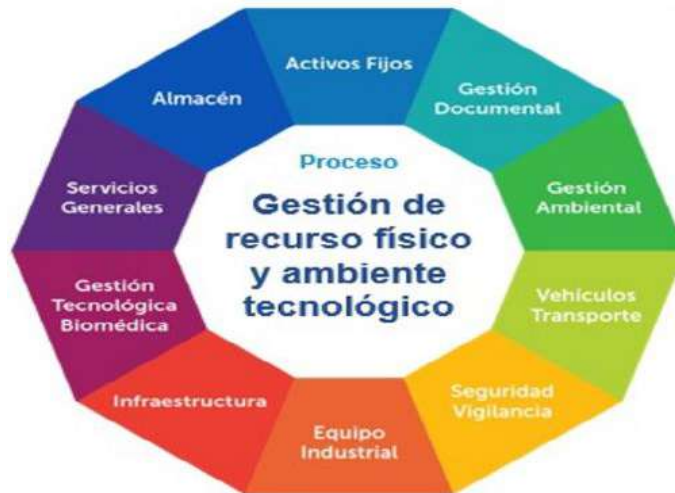 Activos Fijos
Gestión
Documental
Gestión
Ambiental
Vehículos
Transporte
Seguridad
Vigilancia
Equipo
Industrial
Infraestructura
Gestión
Tecnológica
Biomédica
Servicios
Generales
Almacén
Proceso
Gestión de
recurso físico
y ambiente
tecnológico